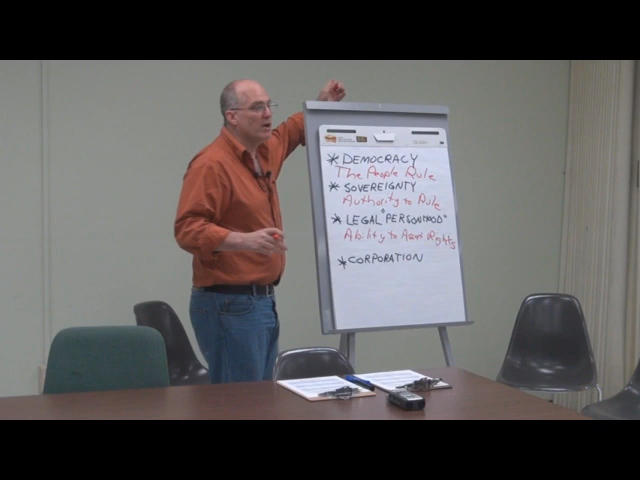 * DEMOCRACY
The People Rule
* SOVEREIGNTY
Authority to Rule
* LEGAL "PERSONHOOD"
Ability to Assert Rights
* CORPORATION